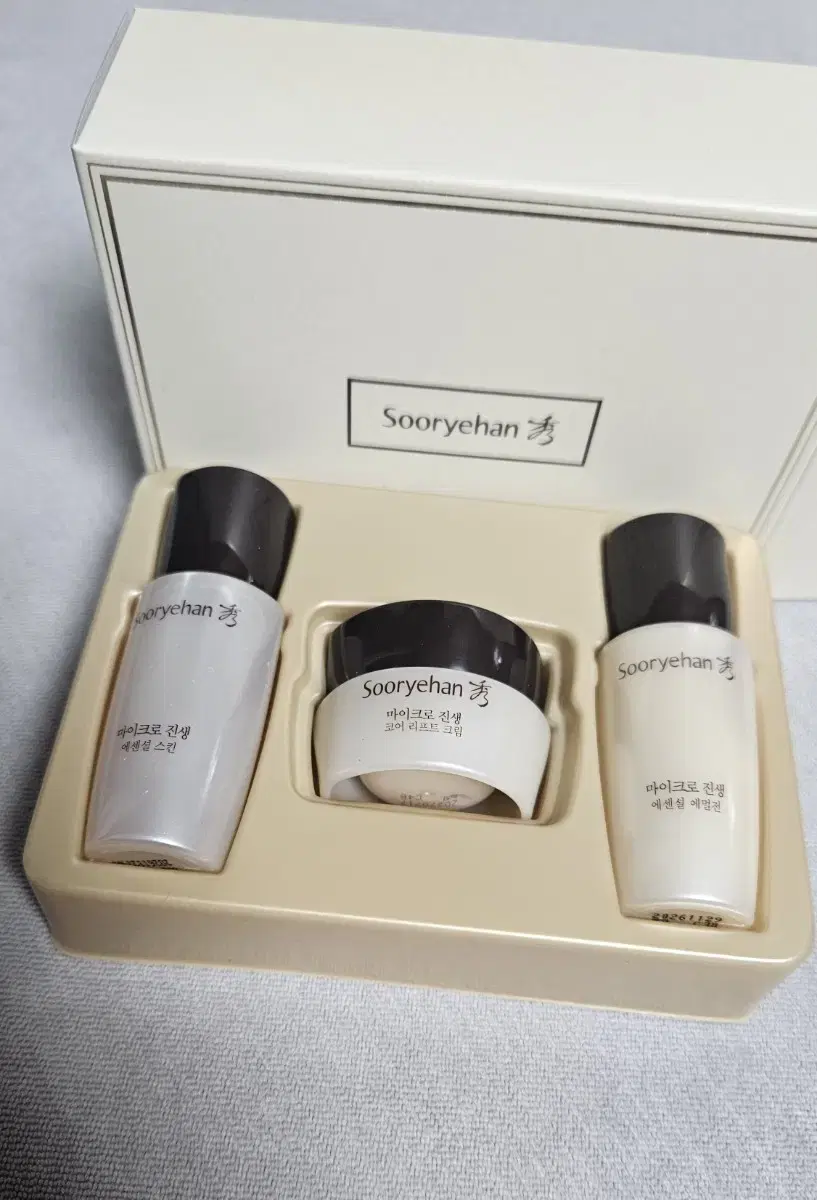 Sooryehan 秀
Sooryehan 秀
마이크로 진생
에센셜 스킨
Sooryehan 秀
마이크로 진생
코어 리프트 크림
Sooryehan 秀
마이크로 진생
에센셜 에멀전
20261129